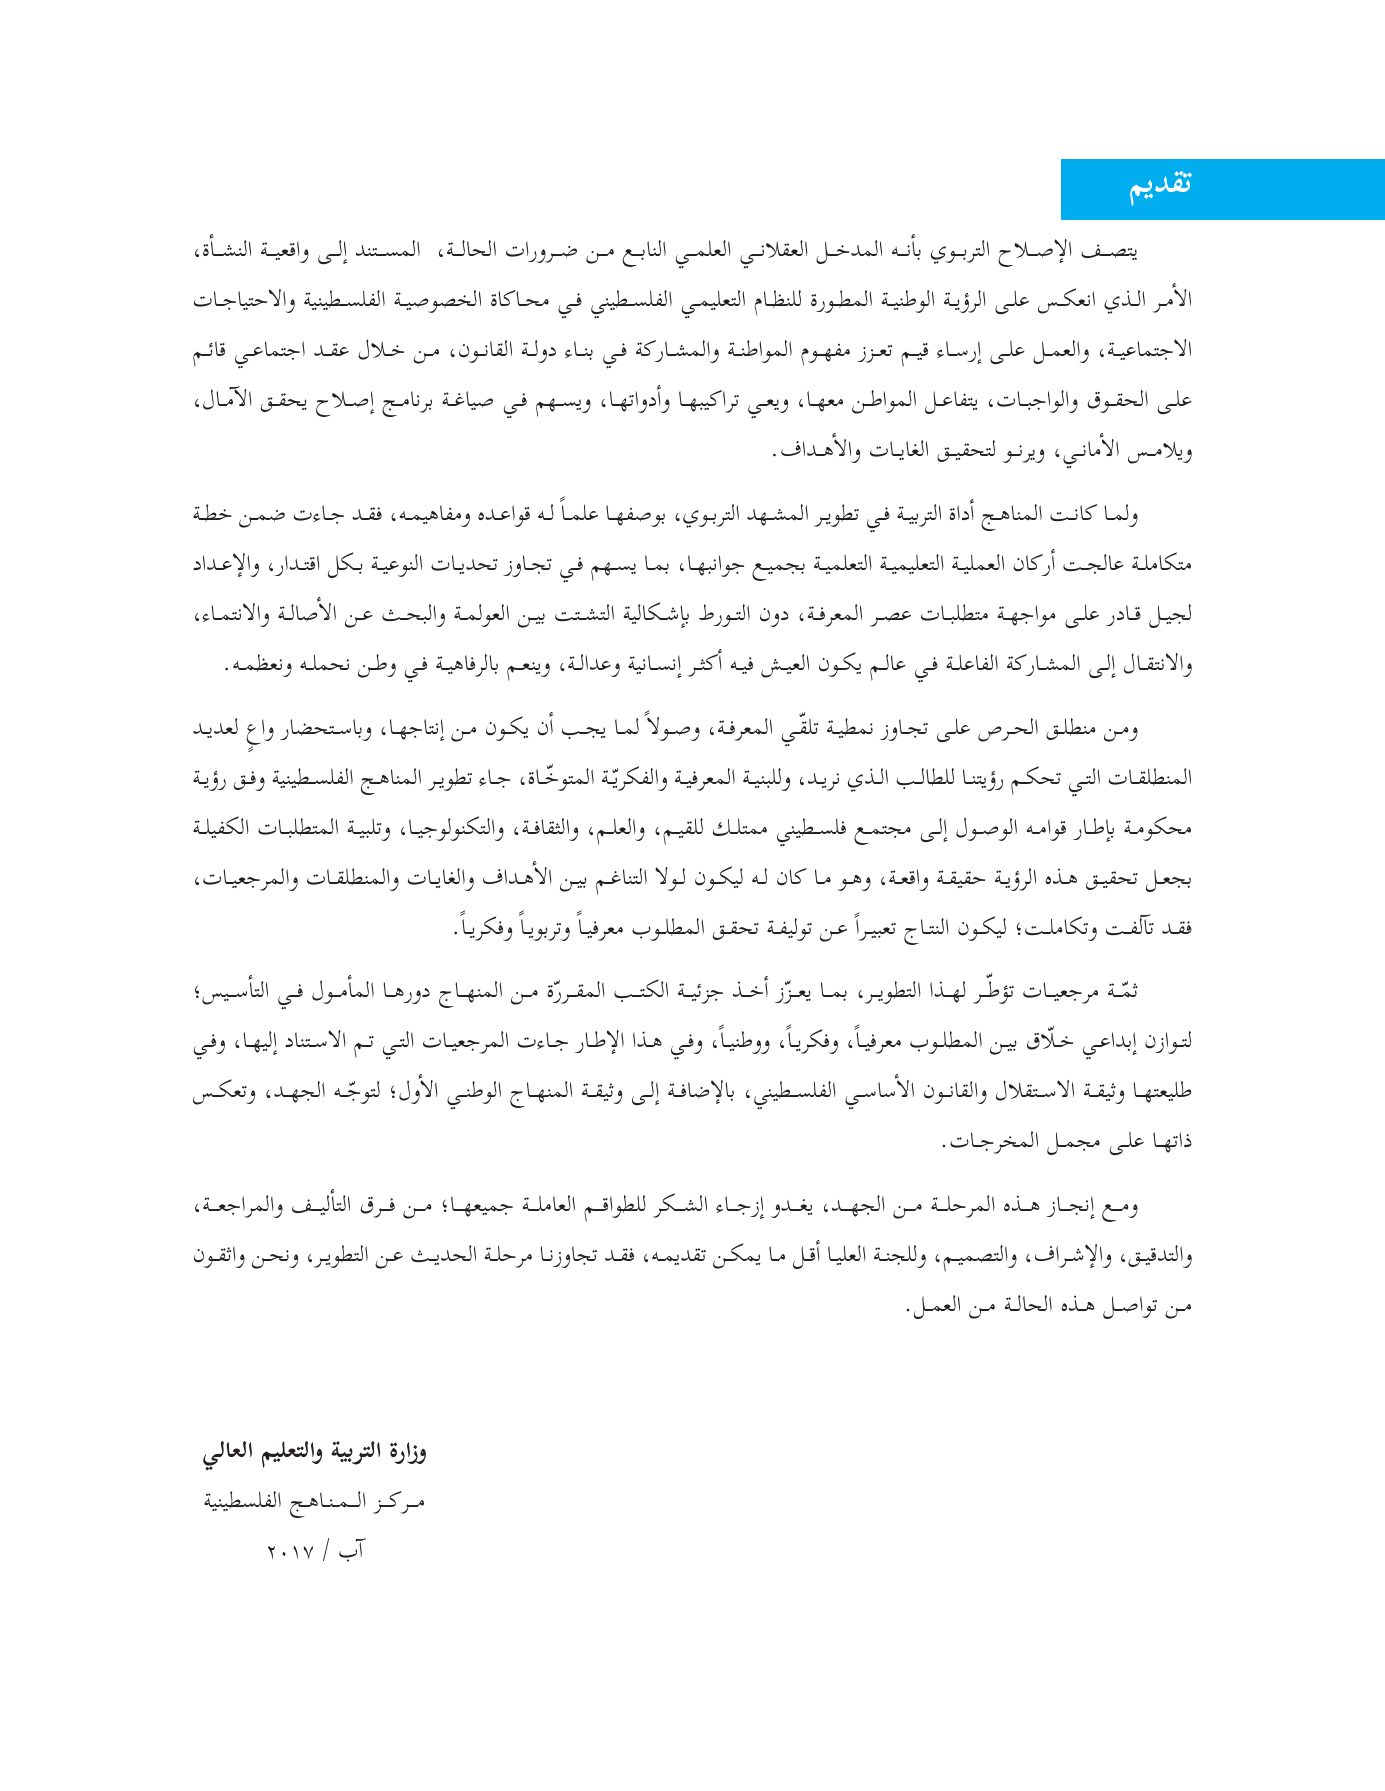 تقديم
يتصف الإصلاح التربوي بأنه المدخل العقلاني العلمي النابع من ضرورات الحالة، المستند إلى واقعية النشأة،
الأمر الذي انعكس على الرؤية الوطنية المطورة للنظام التعليمي الفلسطيني في محاكاة الخصوصية الفلسطينية والاحتياجات
الاجتماعية، والعمل على إرساء قيم تعزز مفهوم المواطنة والمشاركة في بناء دولة القانون، من خلال عقد اجتماعي قائم
على الحقوق والواجبات، يتفاعل المواطن معها، ويعي تراكيبها وأدواتها، ويسهم في صياغة برنامج إصلاح يحقق الآمال،
ويلامس الأماني، ويرنو لتحقيق الغايات والأهداف.
ولما كانت المناهج أداة التربية في تطوير المشهد التربوي، بوصفها علماً له قواعده ومفاهيمه، فقد جاءت ضمن خطة
متكاملة عالجت أركان العملية التعليمية التعلمية بجميع جوانبها، بما يسهم في تجاوز تحديات النوعية بكل اقتدار، والإعداد
لجيل قادر على مواجهة متطلبات عصر المعرفة، دون التورط بإشكالية التشتت بين العولمة والبحث عن الأصالة والانتماء،
والانتقال إلى المشاركة الفاعلة في عالم يكون العيش فيه أكثر إنسانية وعدالة، وينعم بالرفاهية في وطن نحمله ونعظمه.
ومن منطلق الحرص على تجاوز نمطية تلقّي المعرفة، وصولاً لما يجب أن يكون من إنتاجها، وباستحضار واعٍ لعديد
المنطلقات التي تحكم رؤيتنا للطالب الذي نريد، وللبنية المعرفية والفكريّة المتوخّاة، جاء تطوير المناهج الفلسطينية وفق رؤية
محكومة بإطار قوامه الوصول إلى مجتمع فلسطيني ممتلك للقيم، والعلم، والثقافة، والتكنولوجيا، وتلبية المتطلبات الكفيلة
بجعل تحقيق هذه الرؤية حقيقة واقعة، وهو ما كان له ليكون لولا التناغم بين الأهداف والغايات والمنطلقات والمرجعيات،
فقد تآلفت وتكاملت؛ ليكون النتاج تعبيراً عن توليفة تحقق المطلوب معرفياً وتربوياً وفكرياً.
ثمّة مرجعيات تؤطّر لهذا التطوير، بما يعزّز أخذ جزئية الكتب المقررّة من المنهاج دورها المأمول في التأسيس؛
لتوازن إبداعي خلّاق بين المطلوب معرفياً، وفكرياً، ووطنياً، وفي هذا الإطار جاءت المرجعيات التي تم الاستناد إليها، وفي
طليعتها وثيقة الاستقلال والقانون الأساسي الفلسطيني، بالإضافة إلى وثيقة المنهاج الوطني الأول؛ لتوجّه الجهد، وتعكس
ذاتها على مجمل المخرجات.
ومع إنجاز هذه المرحلة من الجهد، يغدو إزجاء الشكر للطواقم العاملة جميعها؛ من فرق التأليف والمراجعة،
والتدقيق، والإشراف، والتصميم، وللجنة العليا أقل ما يمكن تقديمه، فقد تجاوزنا مرحلة الحديث عن التطوير، ونحن واثقون
من تواصل هذه الحالة من العمل.
وزارة التربية والتعليم العالي
مركز المناهج الفلسطينية
آب / ٢٠١٧